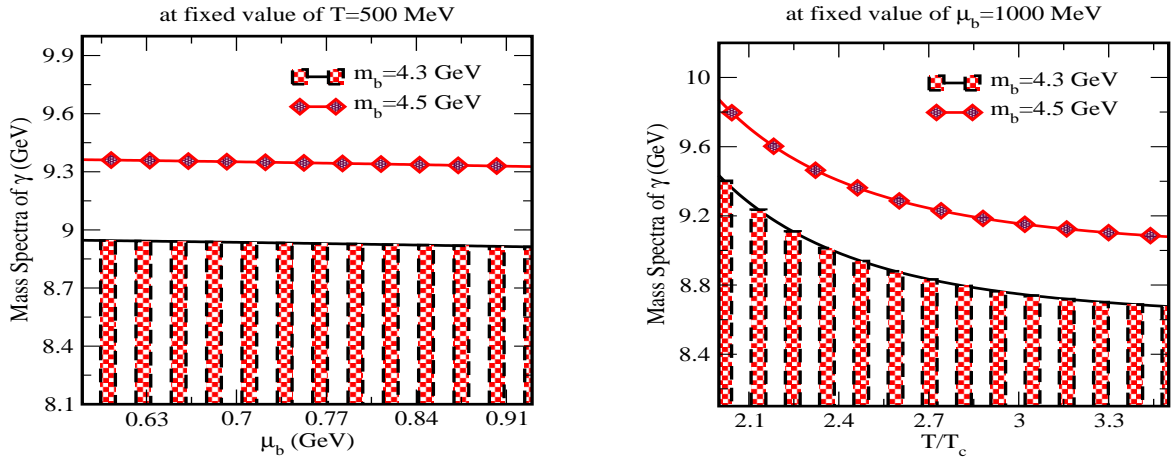 at fixed value of T=500 MeV
9.9
9.6
9.3
9
8.7
8.4
8.1
Mass Spectra of γ (GeV)
m_b=4.3 GeV
m_b=4.5 GeV
0.63
0.7
0.77
0.84
0.91
μ_b (GeV)
at fixed value of μ_b=1000 MeV
10
9.6
9.2
8.8
8.4
Mass Spectra of γ (GeV)
m_b=4.3 GeV
m_b=4.5 GeV
2.1
2.4
2.7
3
3.3
T/T_c